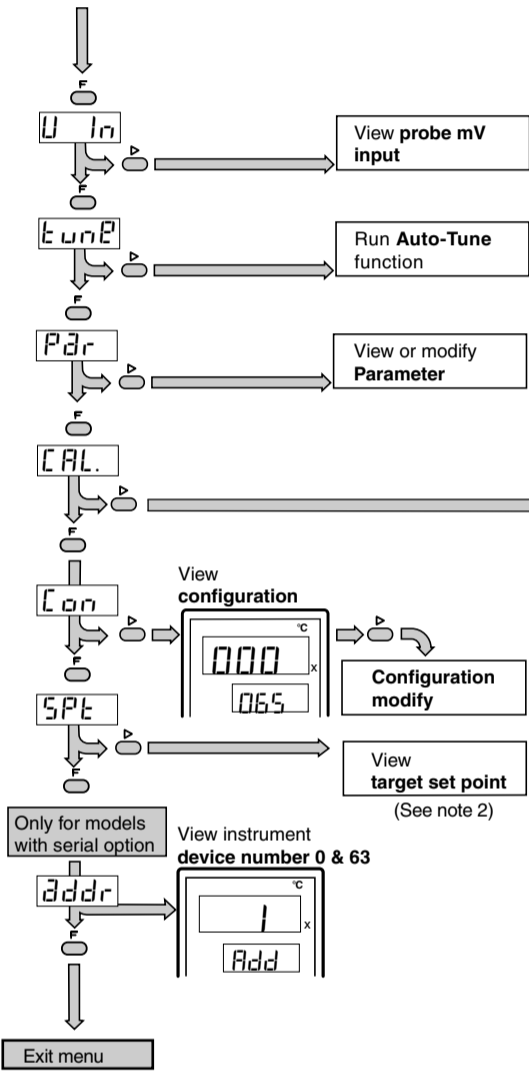 F
U In
▷
View probe mV
input
F
tunE
▷
Run Auto-Tune
function
F
Par
▷
View or modify
Parameter
F
CAL.
▷
F
View
configuration
Con
▷
°C
000
x
065
▷
Configuration
modify
F
SPt
▷
View
target set point
(See note 2)
F
Only for models
with serial option
View instrument
device number 0 & 63
addr
°C
1
x
Add
F
Exit menu